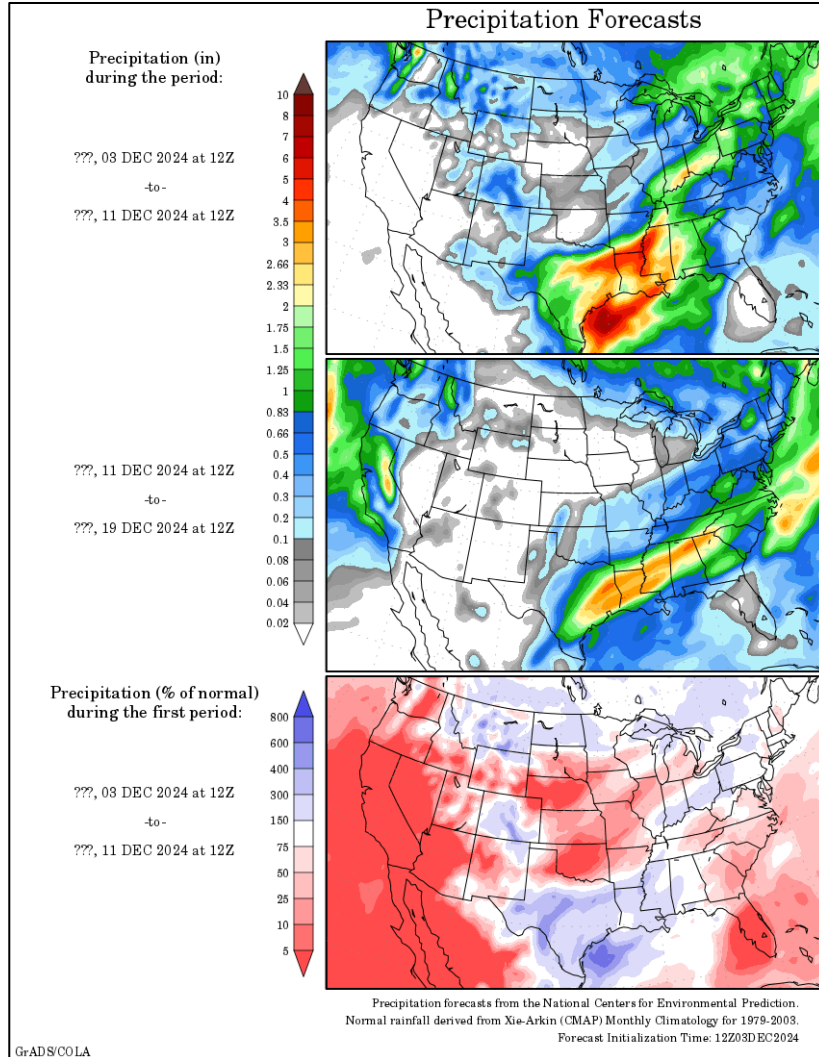 Precipitation Forecasts
Precipitation (in)
during the period:
???, 03 DEC 2024 at 12Z
-to-
???, 11 DEC 2024 at 12Z
10
8
7
6
5
4
3.5
3
2.66
2.33
2
1.75
1.5
1.25
1
0.83
0.66
0.5
0.4
0.3
0.2
0.1
0.08
0.06
0.04
0.02
???, 11 DEC 2024 at 12Z
-to-
???, 19 DEC 2024 at 12Z
Precipitation (% of normal)
during the first period:
???, 03 DEC 2024 at 12Z
-to-
???, 11 DEC 2024 at 12Z
800
600
400
300
150
75
50
25
10
5
Precipitation forecasts from the National Centers for Environmental Prediction.
Normal rainfall derived from Xie-Arkin (CMAP) Monthly Climatology for 1979-2003.
Forecast Initialization Time: 12Z03DEC2024
GrADS/COLA